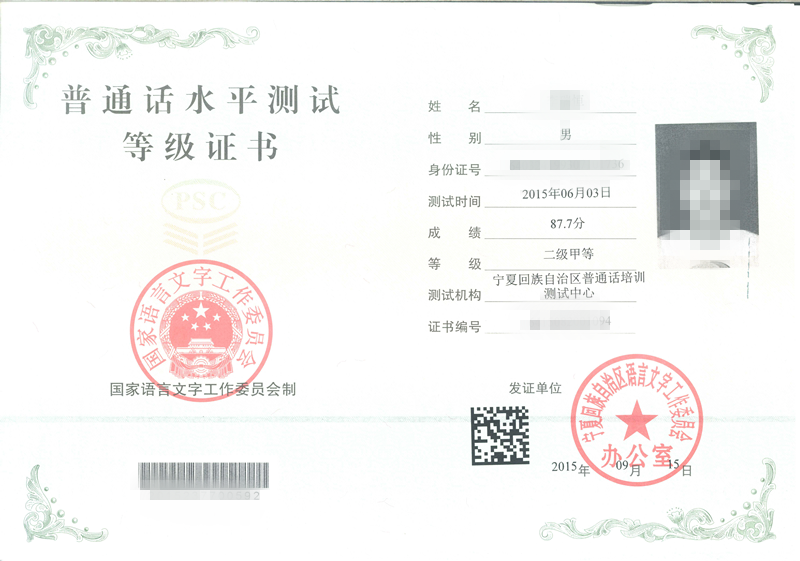 普通话水平测试
等级证书
PSC
国家语言文字工作委员会
国家语言文字工作委员会制
姓 名
性 别 男
身份证号
测试时间 2015年06月03日
成 绩 87.7分
等 级 二级甲等
测试机构 宁夏回族自治区普通话培训
测试中心
证书编号 94
发证单位
宁夏回族自治区语言文字工作委员会
办公室
2015年 09月 15日